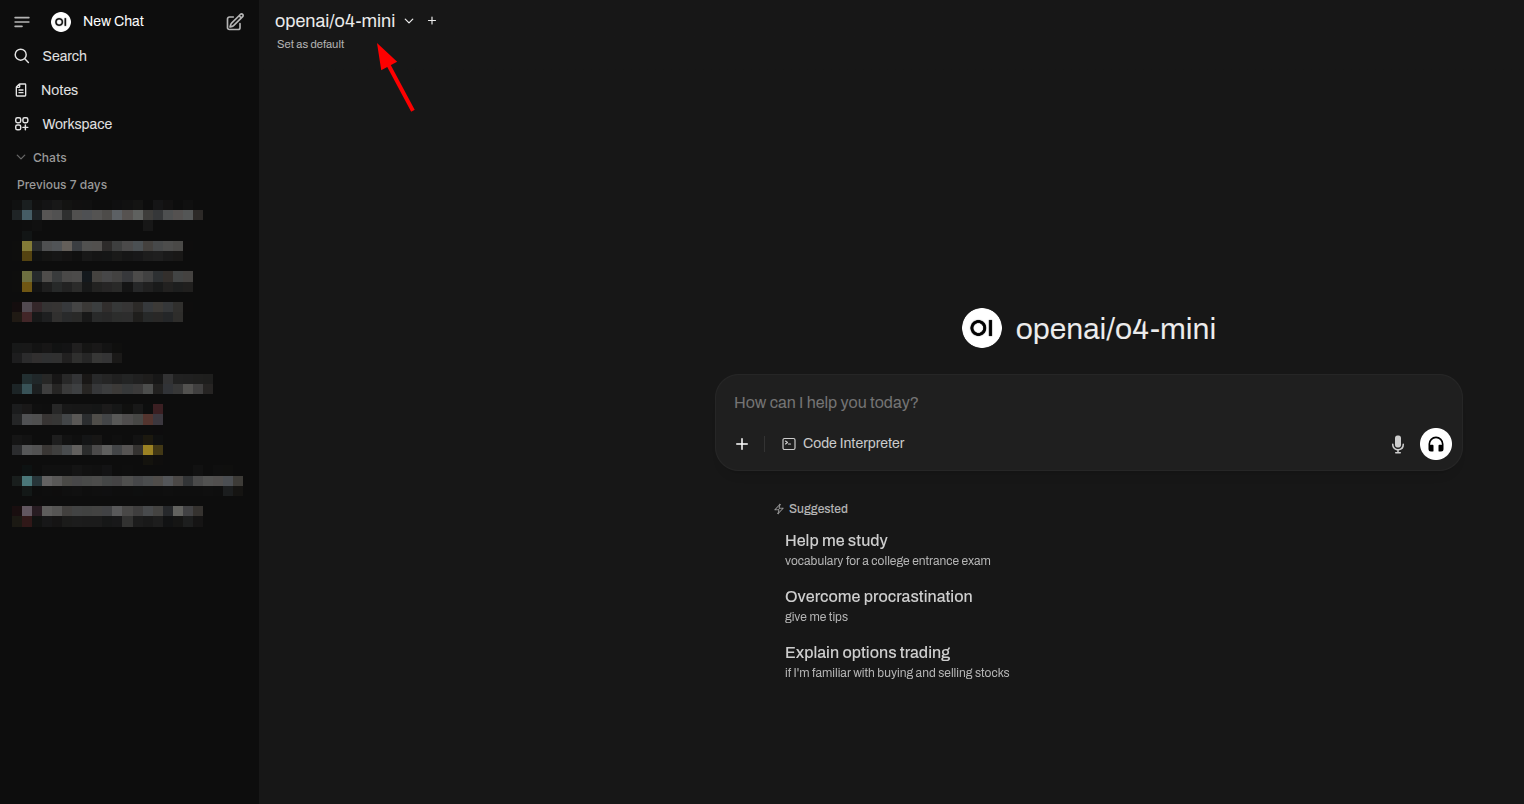 OI New Chat
Search
Notes
Workspace
Chats
Previous 7 days
openai/o4-mini
Set as default
OI openai/o4-mini
How can I help you today?
Code Interpreter
Suggested
Help me study
vocabulary for a college entrance exam
Overcome procrastination
give me tips
Explain options trading
if I'm familiar with buying and selling stocks